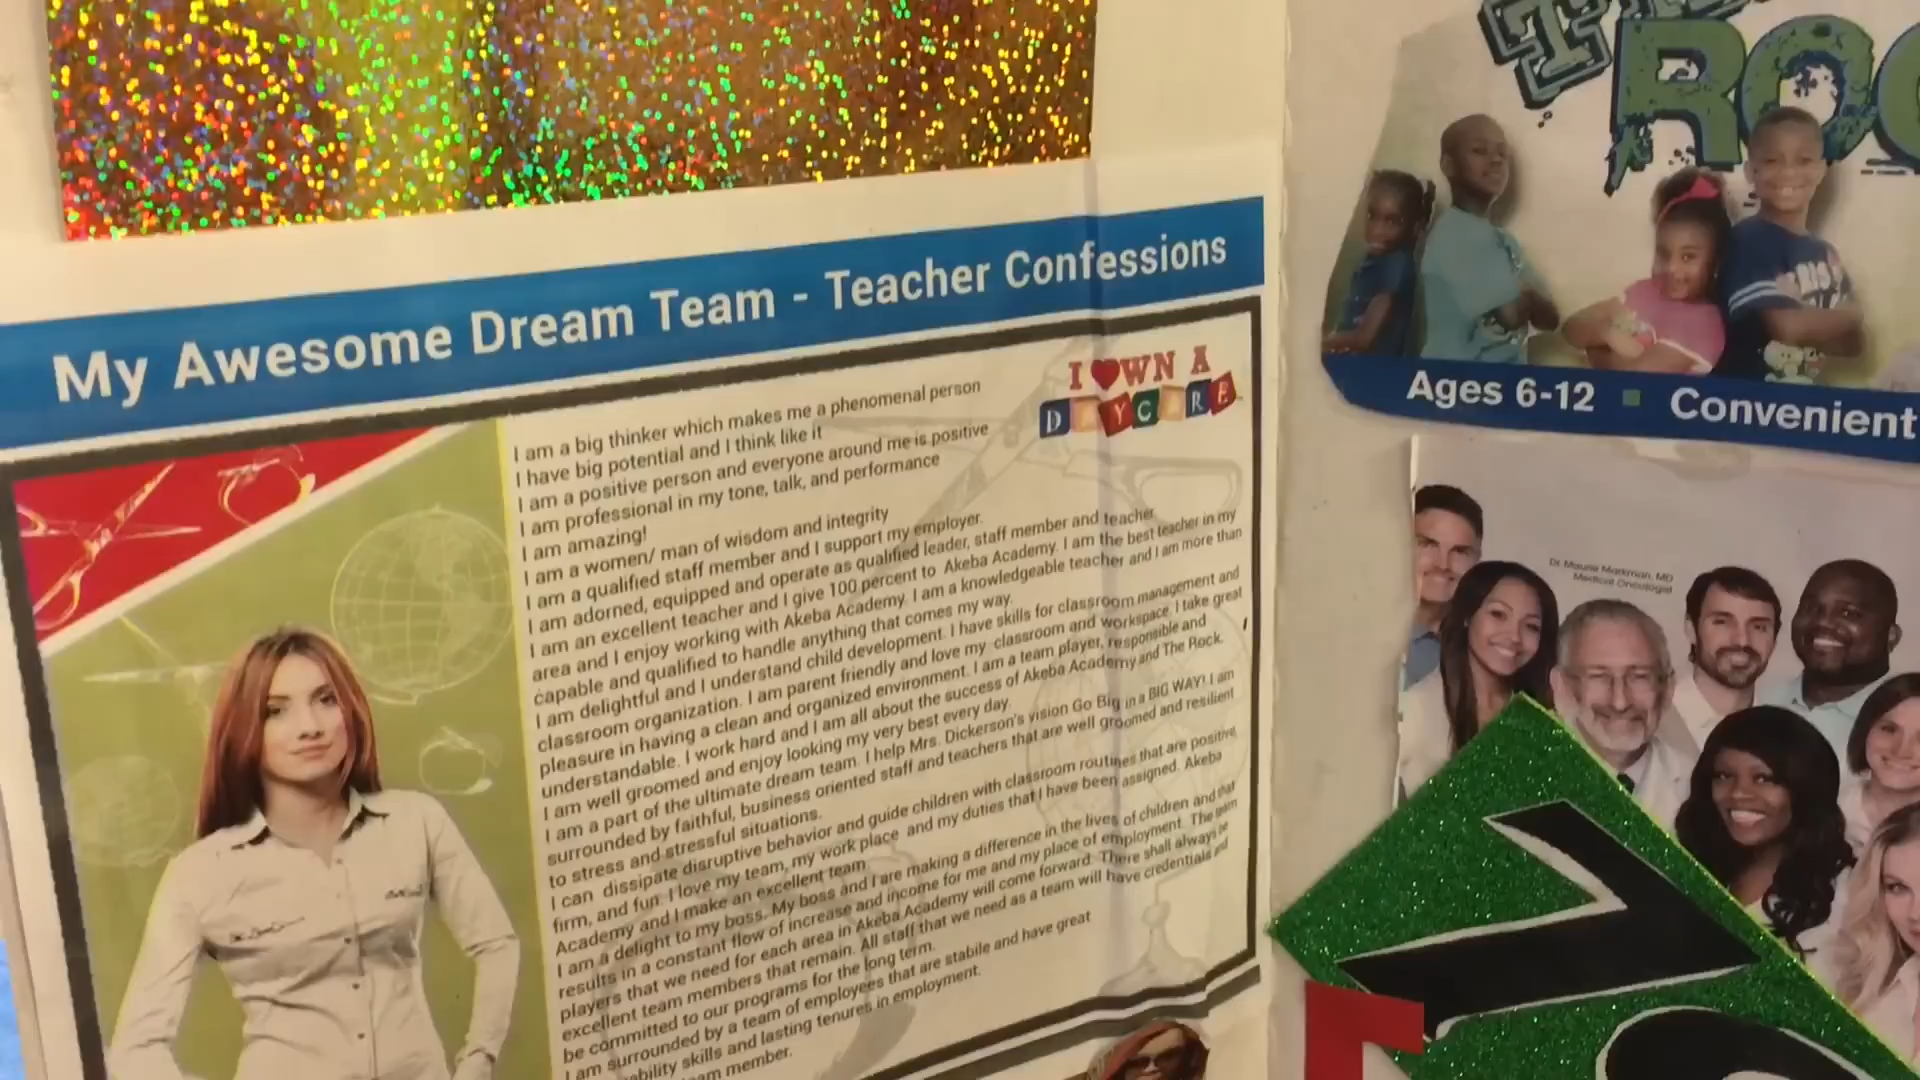 My Awesome Dream Team - Teacher Confessions
I ♥WN A
DAYCARE
I am a big thinker which makes me a phenomenal person
I have big potential and I think like it
I am a positive person and everyone around me is positive
I am professional in my tone, talk, and performance
I am amazing!
I am a women/ man of wisdom and integrity
I am a qualified staff member and I support my employer.
I am adorned, equipped and operate as qualified leader, staff member and teacher.
I am an excellent teacher and I give 100 percent to Akeba Academy. I am the best teacher in my
area and I enjoy working with Akeba Academy. I am a knowledgeable teacher and I am more than
capable and qualified to handle anything that comes my way.
I am delightful and I understand child development. I have skills for classroom management and
classroom organization. I am parent friendly and love my classroom and workspace. I take great
pleasure in having a clean and organized environment. I am a team player, responsible and
understandable. I work hard and I am all about the success of Akeba Academy and The Rock.
I am well groomed and enjoy looking my very best every day.
I am a part of the ultimate dream team. I help Mrs. Dickerson's vision Go Big in a BIG WAY! I am
surrounded by faithful, business oriented staff and teachers that are well groomed and resilient
to stress and stressful situations.
I can dissipate disruptive behavior and guide children with classroom routines that are positive,
firm, and fun. I love my team, my work place and my duties that I have been assigned. Akeba
Academy and I make an excellent team
I am a delight to my boss. My boss and I are making a difference in the lives of children and that
results in a constant flow of increase and income for me and my place of employment. The team
players that we need for each area in Akeba Academy will come forward. There shall always be
excellent team members that remain. All staff that we need as a team will have credentials and
be committed to our programs for the long term.
I am surrounded by a team of employees that are stabile and have great
ability skills and lasting tenures in employment.
member.
ROC
Ages 6-12 ▪ Convenient
Dr. Maurie Markman, MD
Medical Oncologist